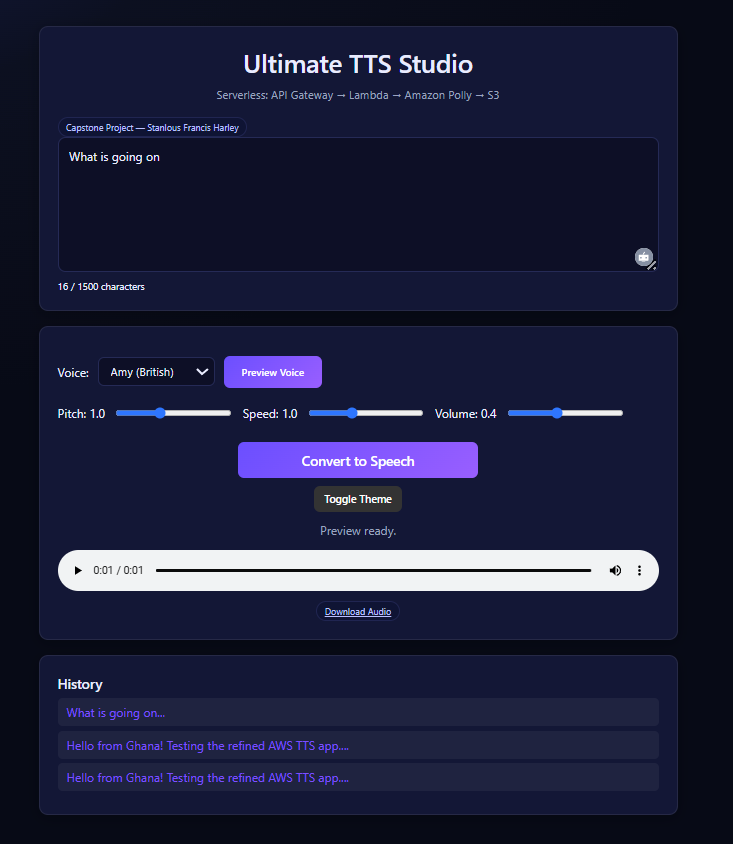 Ultimate TTS Studio
Serverless: API Gateway → Lambda → Amazon Polly → S3
Capstone Project — Stanlous Francis Harley
What is going on
16 / 1500 characters
Voice: Amy (British) Preview Voice
Pitch: 1.0 Speed: 1.0 Volume: 0.4
Convert to Speech
Toggle Theme
Preview ready.
0:01 / 0:01
Download Audio
History
What is going on...
Hello from Ghana! Testing the refined AWS TTS app....
Hello from Ghana! Testing the refined AWS TTS app....